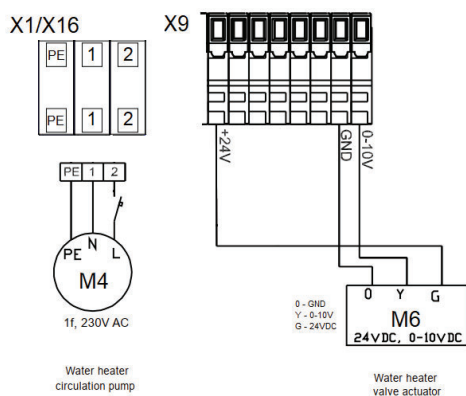 X1/X16
X9
PE 1 2
PE 1 2
+24V
GND
0-10V
PE 1 2
PE N L
M4
1f, 230V AC
Water heater
circulation pump
0 - GND
Y - 0-10V
G - 24VDC
0 Y G
M6
24VDC, 0-10VDC
Water heater
valve actuator